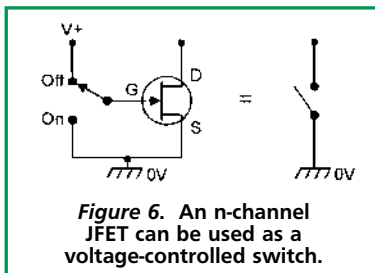 V+
Off
D
G
=
On
S
0V
0V
Figure 6. An n-channel
JFET can be used as a
voltage-controlled switch.